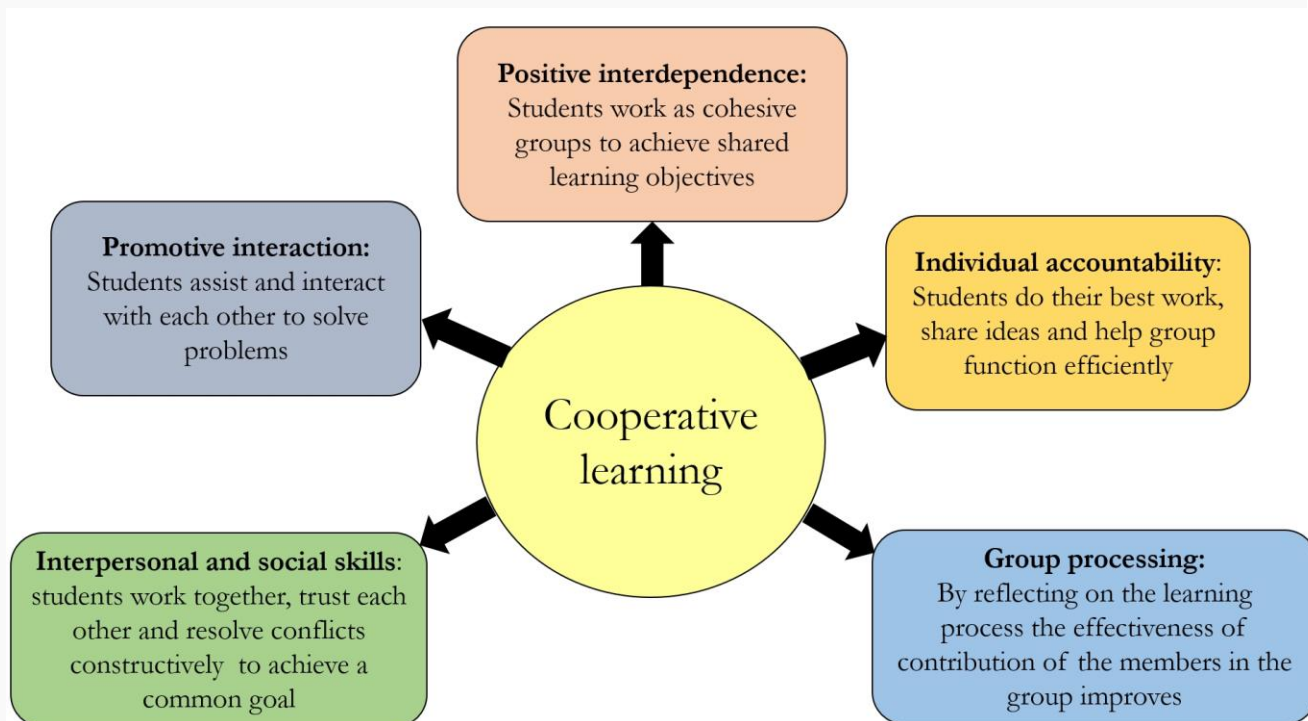 Positive interdependence:
Students work as cohesive
groups to achieve shared
learning objectives
Promotive interaction:
Students assist and interact
with each other to solve
problems
Individual accountability:
Students do their best work,
share ideas and help group
function efficiently
Cooperative
learning
Interpersonal and social skills:
students work together, trust each
other and resolve conflicts
constructively to achieve a
common goal
Group processing:
By reflecting on the learning
process the effectiveness of
contribution of the members in the
group improves